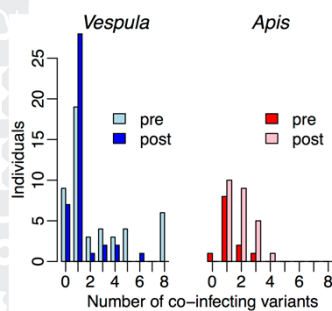 Vespula Apis
25
20
15
10
5
0
Individuals
pre
post
pre
post
0 2 4 6 8 0 2 4 6 8
Number of co-infecting variants